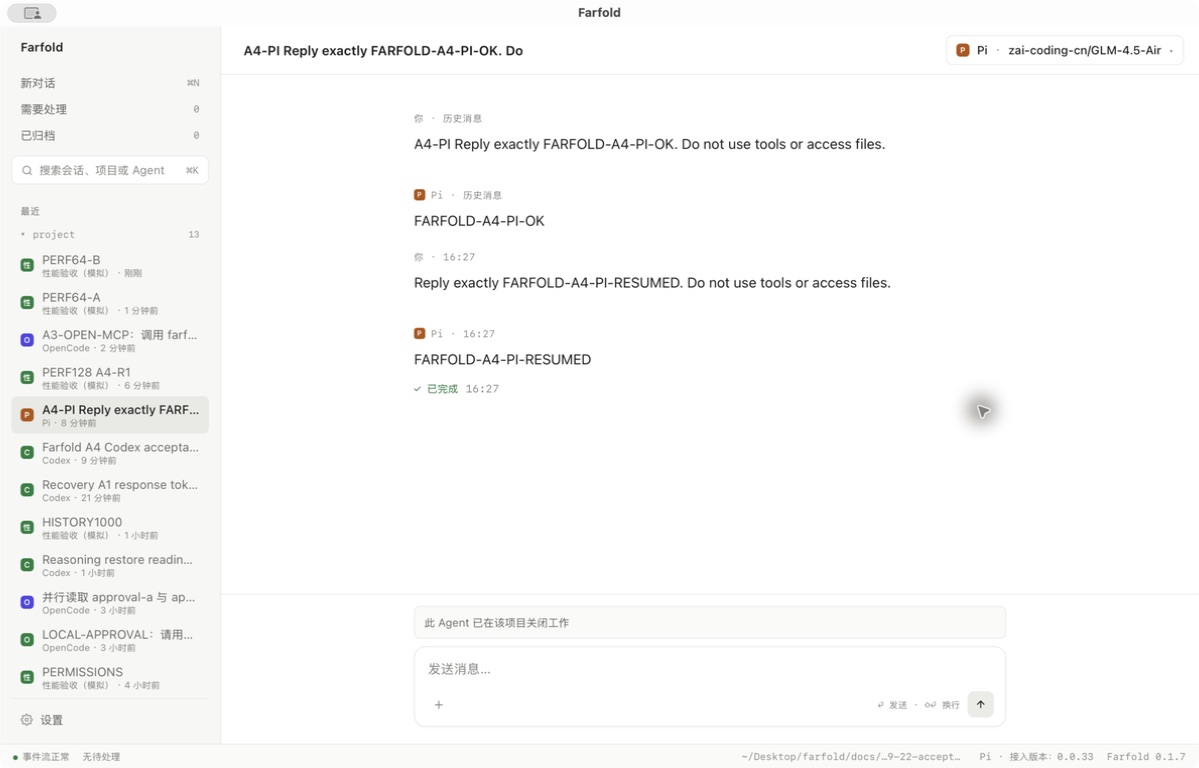 Farfold
Farfold
新对话 ⌘N
需要处理 0
已归档 0
搜索会话、项目或 Agent ⌘K
最近
project 13
性 PERF64-B
性能验收（模拟） · 刚刚
性 PERF64-A
性能验收（模拟） · 1 分钟前
O A3-OPEN-MCP：调用 farf...
OpenCode · 2 分钟前
性 PERF128 A4-R1
性能验收（模拟） · 6 分钟前
P A4-PI Reply exactly FARF...
Pi · 8 分钟前
C Farfold A4 Codex accepta...
Codex · 9 分钟前
C Recovery A1 response tok...
Codex · 21 分钟前
性 HISTORY1000
性能验收（模拟） · 1 小时前
C Reasoning restore readin...
Codex · 1 小时前
O 并行读取 approval-a 与 ap...
OpenCode · 3 小时前
O LOCAL-APPROVAL：请用...
OpenCode · 3 小时前
性 PERMISSIONS
性能验收（模拟） · 4 小时前
设置
A4-PI Reply exactly FARFOLD-A4-PI-OK. Do
P Pi · zai-coding-cn/GLM-4.5-Air
你 · 历史消息
A4-PI Reply exactly FARFOLD-A4-PI-OK. Do not use tools or access files.
P Pi · 历史消息
FARFOLD-A4-PI-OK
你 · 16:27
Reply exactly FARFOLD-A4-PI-RESUMED. Do not use tools or access files.
P Pi · 16:27
FARFOLD-A4-PI-RESUMED
✓ 已完成 16:27
此 Agent 已在该项目关闭工作
发送消息...
+ ↵ 发送 · ⇧↵ 换行
事件流正常 无待处理 ~/Desktop/farfold/docs/…9-22-accept… Pi · 接入版本: 0.0.33 Farfold 0.1.7